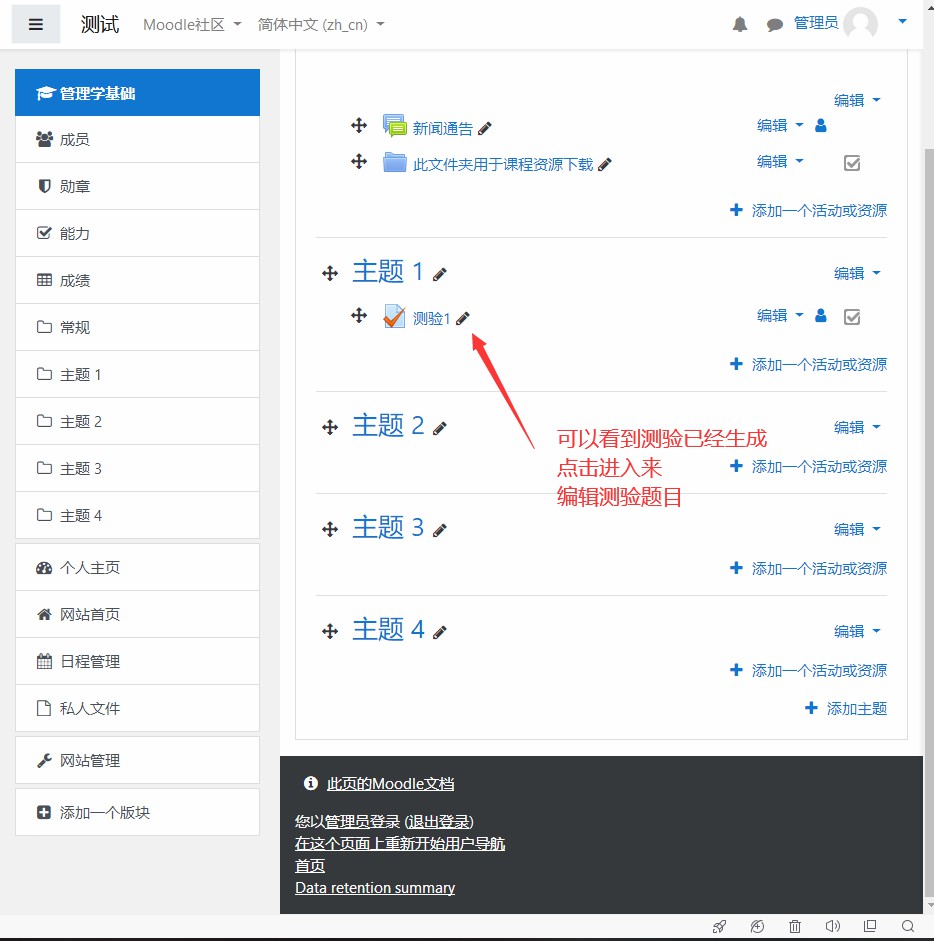 测试
Moodle社区
简体中文 (zh_cn)
管理员
管理学基础
成员
勋章
能力
成绩
常规
主题 1
主题 2
主题 3
主题 4
个人主页
网站首页
日程管理
私人文件
网站管理
添加一个版块
编辑
新闻通告
编辑
此文件夹用于课程资源下载
编辑
添加一个活动或资源
主题 1
编辑
测验1
编辑
添加一个活动或资源
主题 2
编辑
添加一个活动或资源
可以看到测验已经生成
点击进入来
编辑测验题目
主题 3
编辑
添加一个活动或资源
主题 4
编辑
添加一个活动或资源
添加主题
此页的Moodle文档
您以管理员登录 (退出登录)
在这个页面上重新开始用户导航
首页
Data retention summary